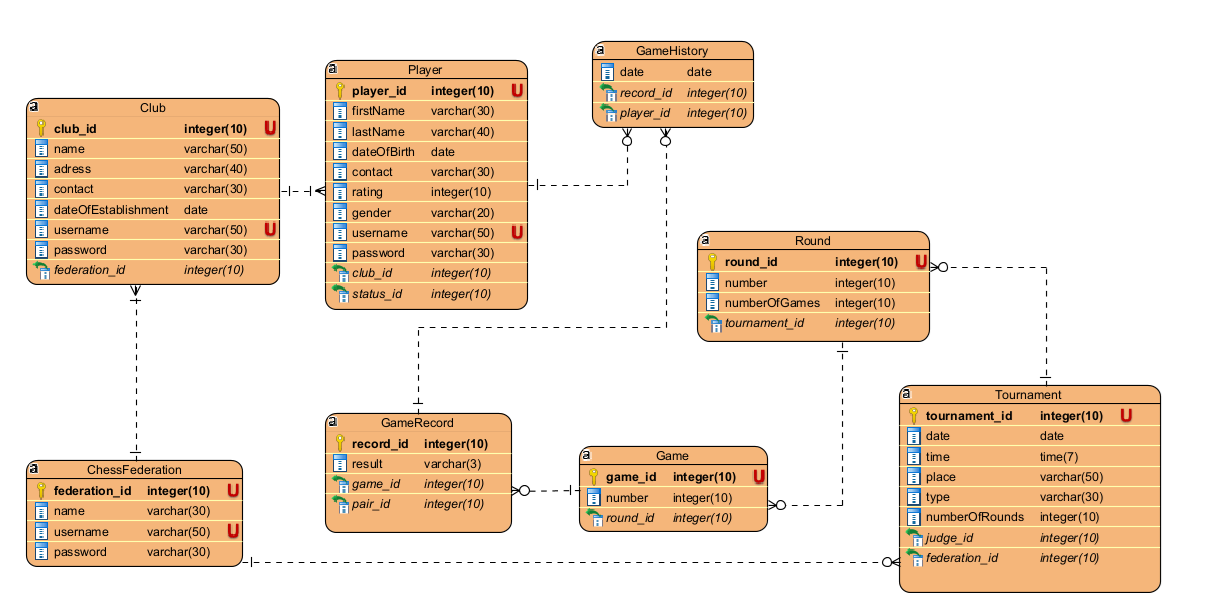 GameHistory
date date
record_id integer(10)
player_id integer(10)
Player
player_id integer(10) U
firstName varchar(30)
lastName varchar(40)
dateOfBirth date
contact varchar(30)
rating integer(10)
gender varchar(20)
username varchar(50) U
password varchar(30)
club_id integer(10)
status_id integer(10)
Club
club_id integer(10) U
name varchar(50)
adress varchar(40)
contact varchar(30)
dateOfEstablishment date
username varchar(50) U
password varchar(30)
federation_id integer(10)
Round
round_id integer(10) U
number integer(10)
numberOfGames integer(10)
tournament_id integer(10)
Tournament
tournament_id integer(10) U
date date
time time(7)
place varchar(50)
type varchar(30)
numberOfRounds integer(10)
judge_id integer(10)
federation_id integer(10)
GameRecord
record_id integer(10)
result varchar(3)
game_id integer(10)
pair_id integer(10)
Game
game_id integer(10) U
number integer(10)
round_id integer(10)
ChessFederation
federation_id integer(10) U
name varchar(30)
username varchar(50) U
password varchar(30)